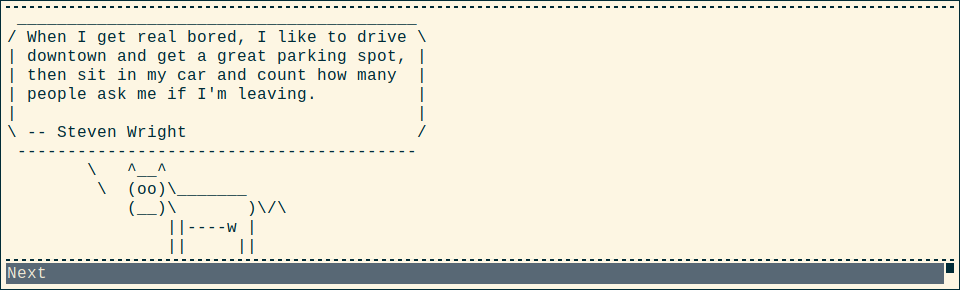 ________________________________________
/ When I get real bored, I like to drive \
| downtown and get a great parking spot, |
| then sit in my car and count how many  |
| people ask me if I'm leaving.          |
|                                        |
\ -- Steven Wright                       /
 ----------------------------------------
        \   ^__^
         \  (oo)\_______
            (__)\       )\/\
                ||----w |
                ||     ||
Next